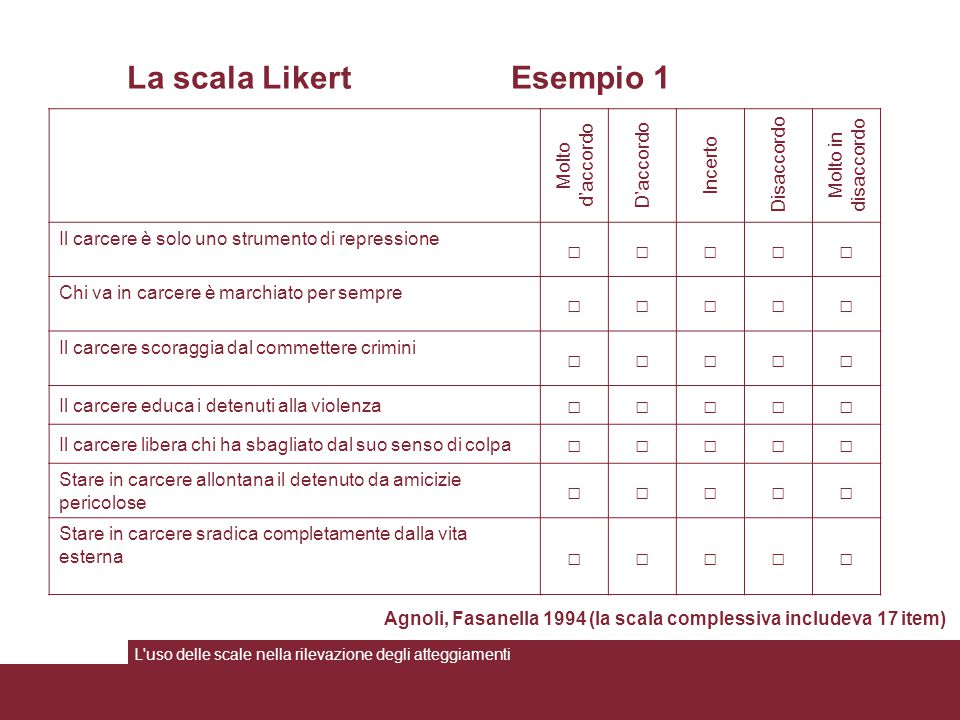 La scala Likert Esempio 1
Molto
d’accordo
D’accordo
Incerto
Disaccordo
Molto in
disaccordo
Il carcere è solo uno strumento di repressione
□ □ □ □ □
Chi va in carcere è marchiato per sempre
□ □ □ □ □
Il carcere scoraggia dal commettere crimini
□ □ □ □ □
Il carcere educa i detenuti alla violenza
□ □ □ □ □
Il carcere libera chi ha sbagliato dal suo senso di colpa
□ □ □ □ □
Stare in carcere allontana il detenuto da amicizie
pericolose
□ □ □ □ □
Stare in carcere sradica completamente dalla vita
esterna
□ □ □ □ □
Agnoli, Fasanella 1994 (la scala complessiva includeva 17 item)
L'uso delle scale nella rilevazione degli atteggiamenti